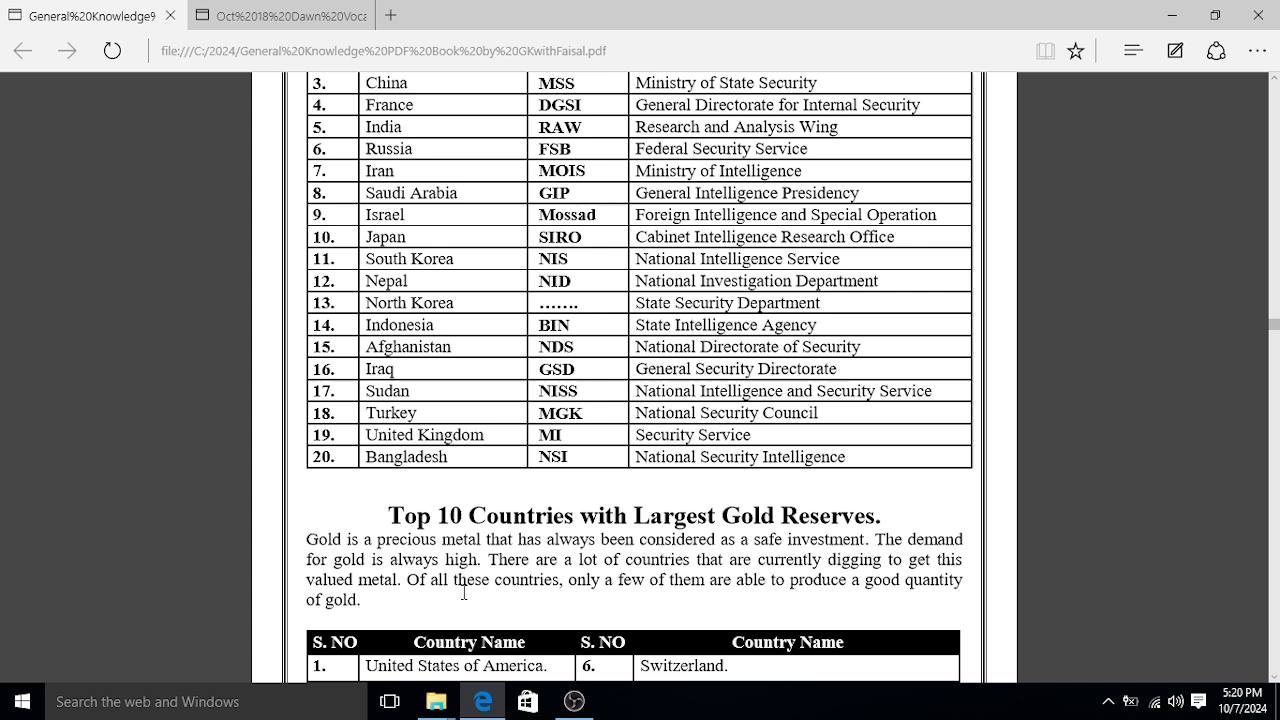 General%20Knowledge9
Oct%2018%20Dawn%20Voca
file:///C:/2024/General%20Knowledge%20PDF%20Book%20by%20GKwithFaisal.pdf
3. China MSS Ministry of State Security
4. France DGSI General Directorate for Internal Security
5. India RAW Research and Analysis Wing
6. Russia FSB Federal Security Service
7. Iran MOIS Ministry of Intelligence
8. Saudi Arabia GIP General Intelligence Presidency
9. Israel Mossad Foreign Intelligence and Special Operation
10. Japan SIRO Cabinet Intelligence Research Office
11. South Korea NIS National Intelligence Service
12. Nepal NID National Investigation Department
13. North Korea ....... State Security Department
14. Indonesia BIN State Intelligence Agency
15. Afghanistan NDS National Directorate of Security
16. Iraq GSD General Security Directorate
17. Sudan NISS National Intelligence and Security Service
18. Turkey MGK National Security Council
19. United Kingdom MI Security Service
20. Bangladesh NSI National Security Intelligence
Top 10 Countries with Largest Gold Reserves.
Gold is a precious metal that has always been considered as a safe investment. The demand
for gold is always high. There are a lot of countries that are currently digging to get this
valued metal. Of all these countries, only a few of them are able to produce a good quantity
of gold.
S. NO Country Name S. NO Country Name
1. United States of America. 6. Switzerland.
Search the web and Windows
5:20 PM
10/7/2024